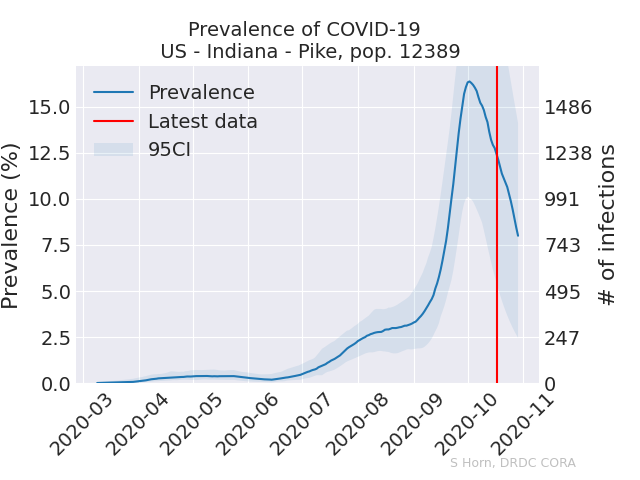 Prevalence of COVID-19
US - Indiana - Pike, pop. 12389
Prevalence (%)
15.0
12.5
10.0
7.5
5.0
2.5
0.0
Prevalence
Latest data
95CI
1486
1238
991
743
495
247
0
# of infections
2020-03
2020-04
2020-05
2020-06
2020-07
2020-08
2020-09
2020-10
2020-11
S Horn, DRDC CORA